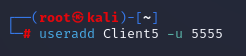 ┌──(root㉿kali)-[~]
└─# useradd Client5 -u 5555